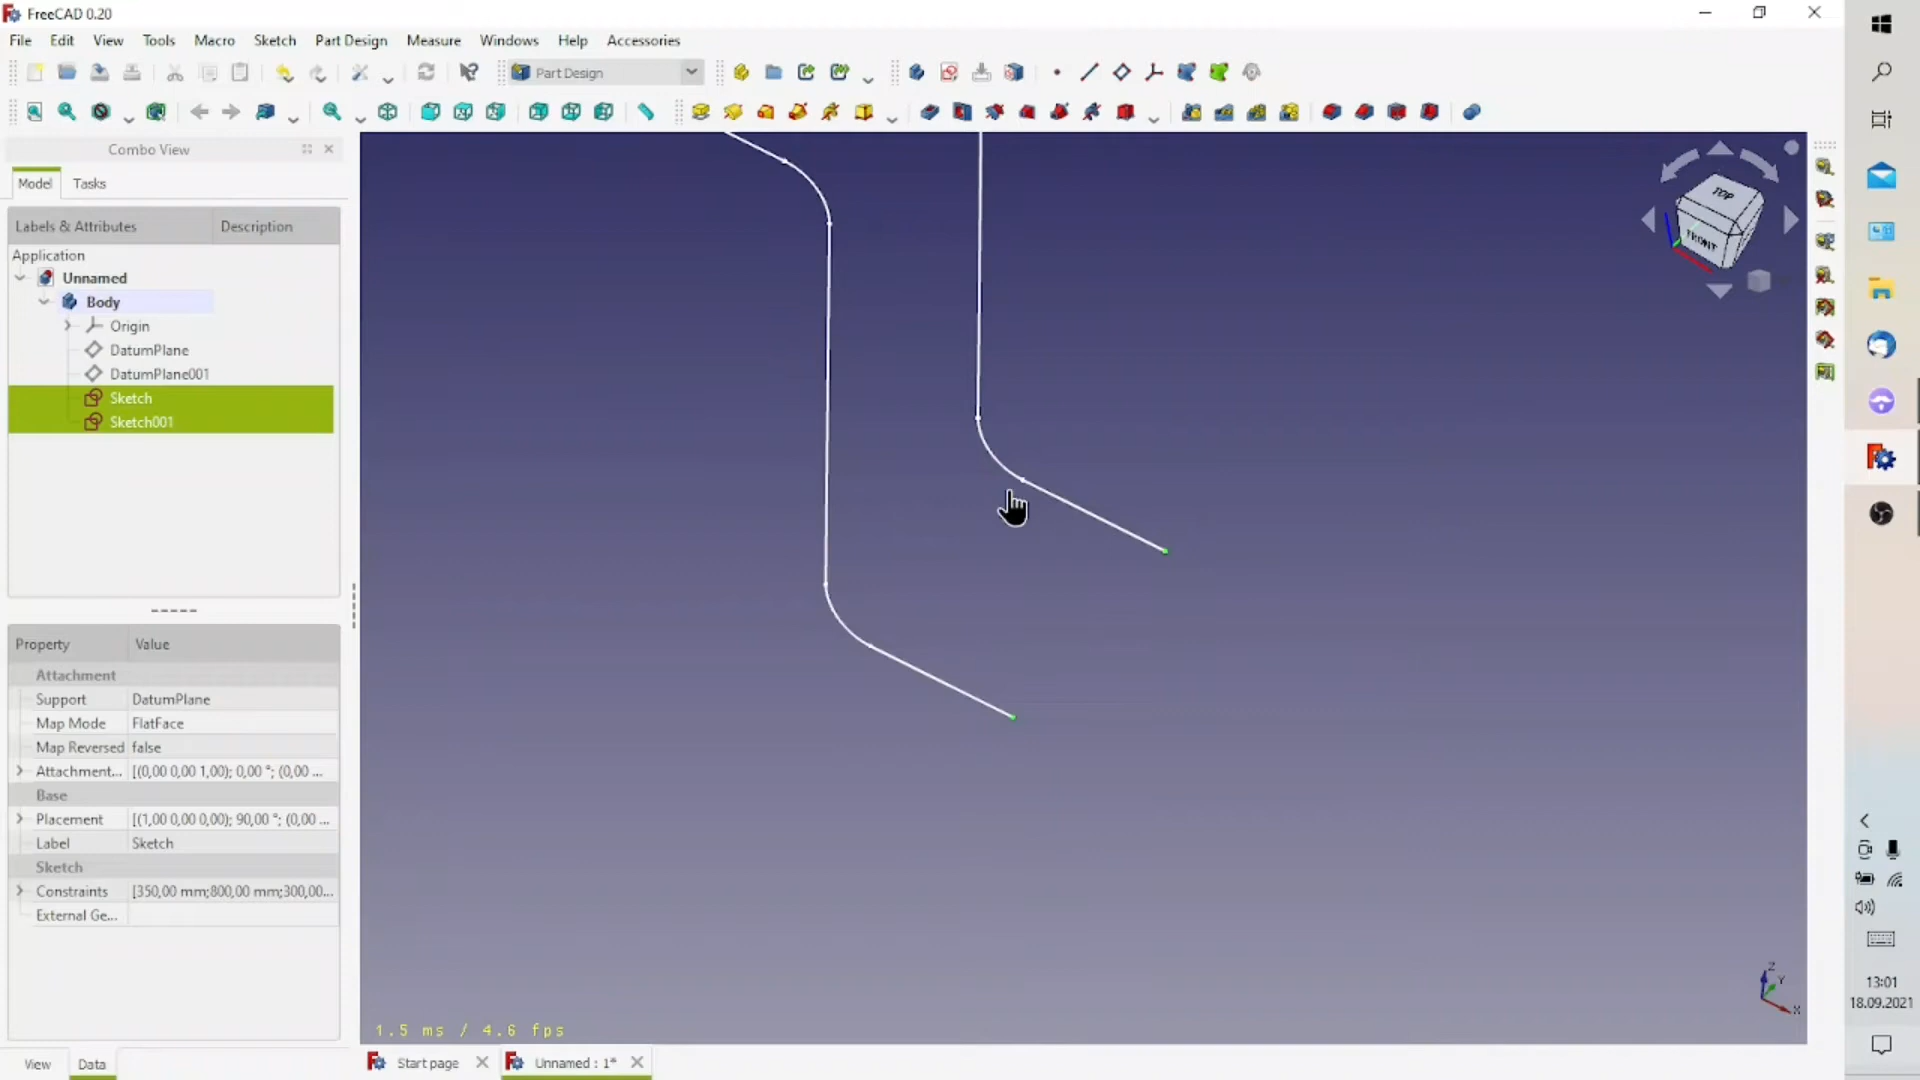 FreeCAD 0.20
File Edit View Tools Macro Sketch Part Design Measure Windows Help Accessories
Part Design
Combo View
Model Tasks
Labels & Attributes Description
Application
Unnamed
Body
Origin
DatumPlane
DatumPlane001
Sketch
Sketch001
Property Value
Attachment
Support DatumPlane
Map Mode FlatFace
Map Reversed false
Attachment... [(0,00 0,00 1,00); 0,00 °; (0,00 ...
Base
Placement [(1,00 0,00 0,00); 90,00 °; (0,00 ...
Label Sketch
Sketch
Constraints [350,00 mm;800,00 mm;300,00...
External Ge...
View Data
TOP
FRONT
Z
Y
X
1.5 ms / 4.6 fps
Start page
Unnamed : 1*
13:01
18.09.2021